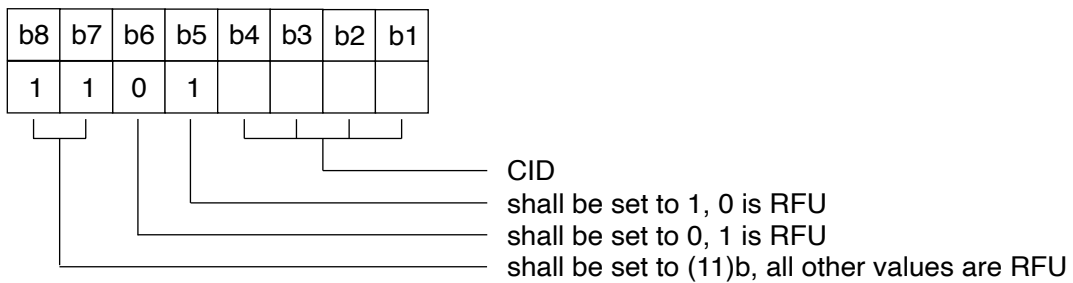 b8 b7 b6 b5 b4 b3 b2 b1
1 1 0 1
CID
shall be set to 1, 0 is RFU
shall be set to 0, 1 is RFU
shall be set to (11)b, all other values are RFU